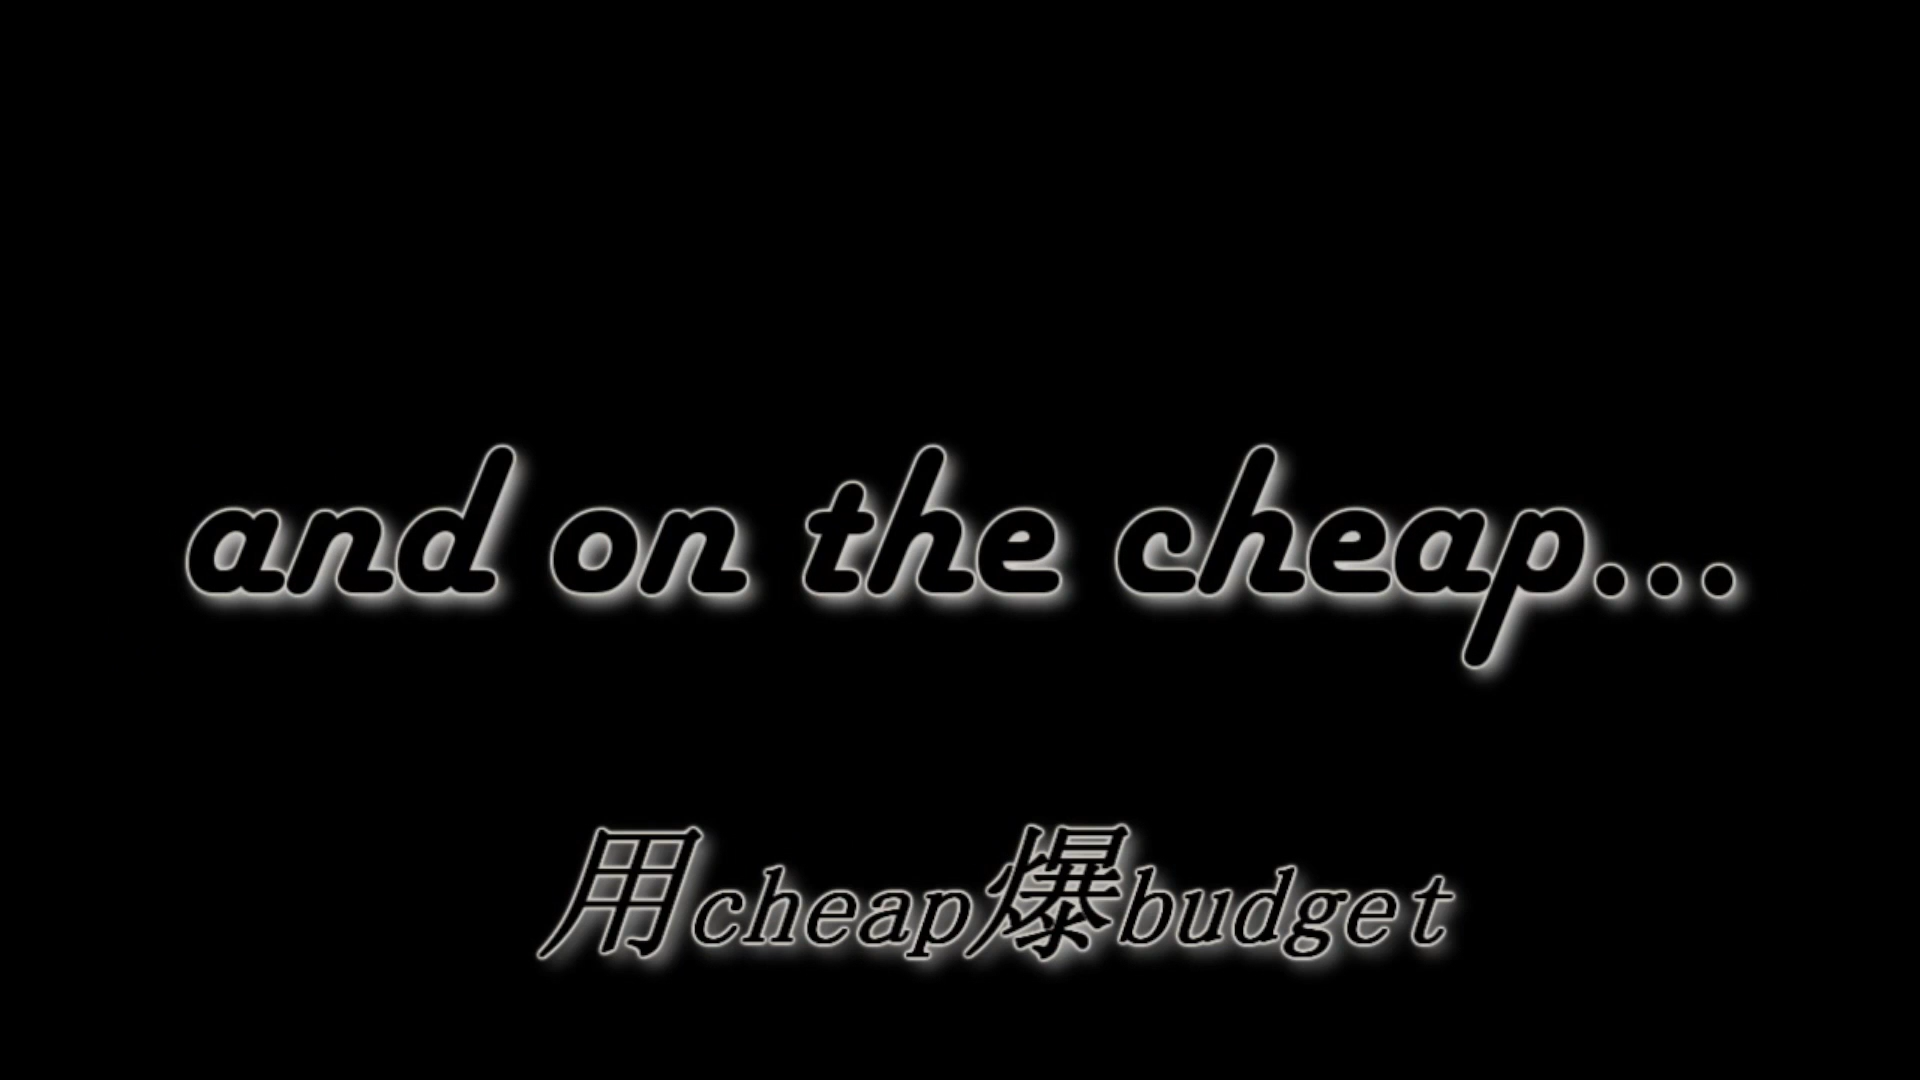 and on the cheap...
用cheap爆budget